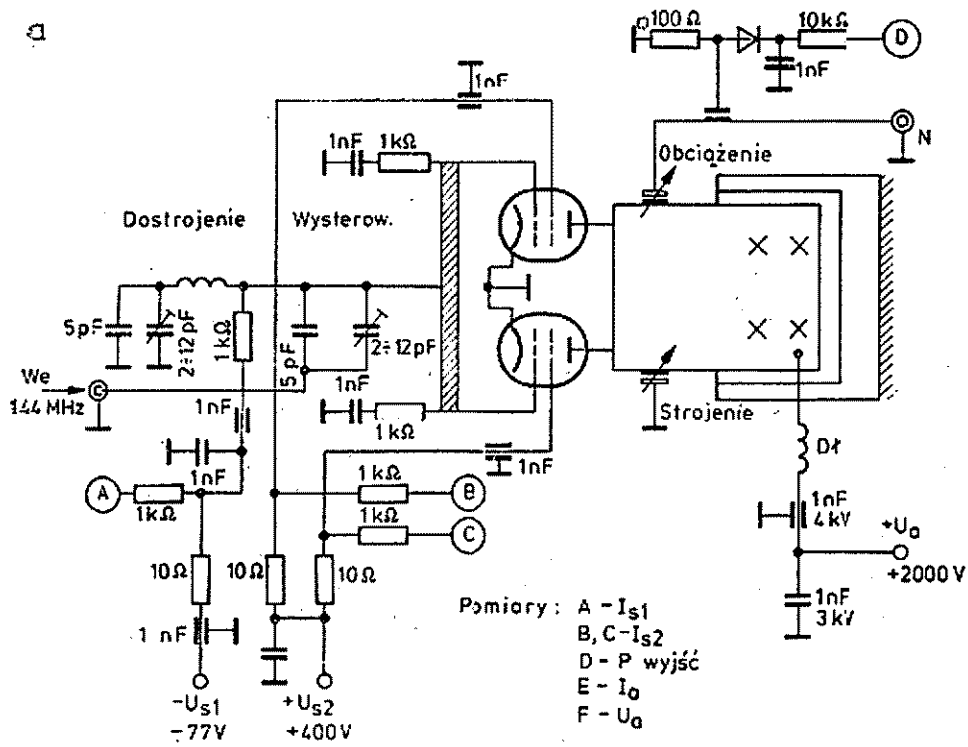 a
100 Ω
10kΩ
D
1nF
1nF
N
1nF
1kΩ
Obciążenie
Dostrojenie
Wysterow.
5pF
2÷12pF
1kΩ
5pF
2÷12pF
We
144 MHz
1nF
1nF
1kΩ
Strojenie
1nF
1nF
A
1kΩ
1kΩ
B
1kΩ
C
Dł
1nF
4kV
+Ua
+2000 V
10Ω
10Ω
10Ω
1nF
3kV
1 nF
Pomiary: A - Is1
B, C - Is2
D - P wyjść
E - Ia
F - Ua
-Us1
-77V
+Us2
+400V